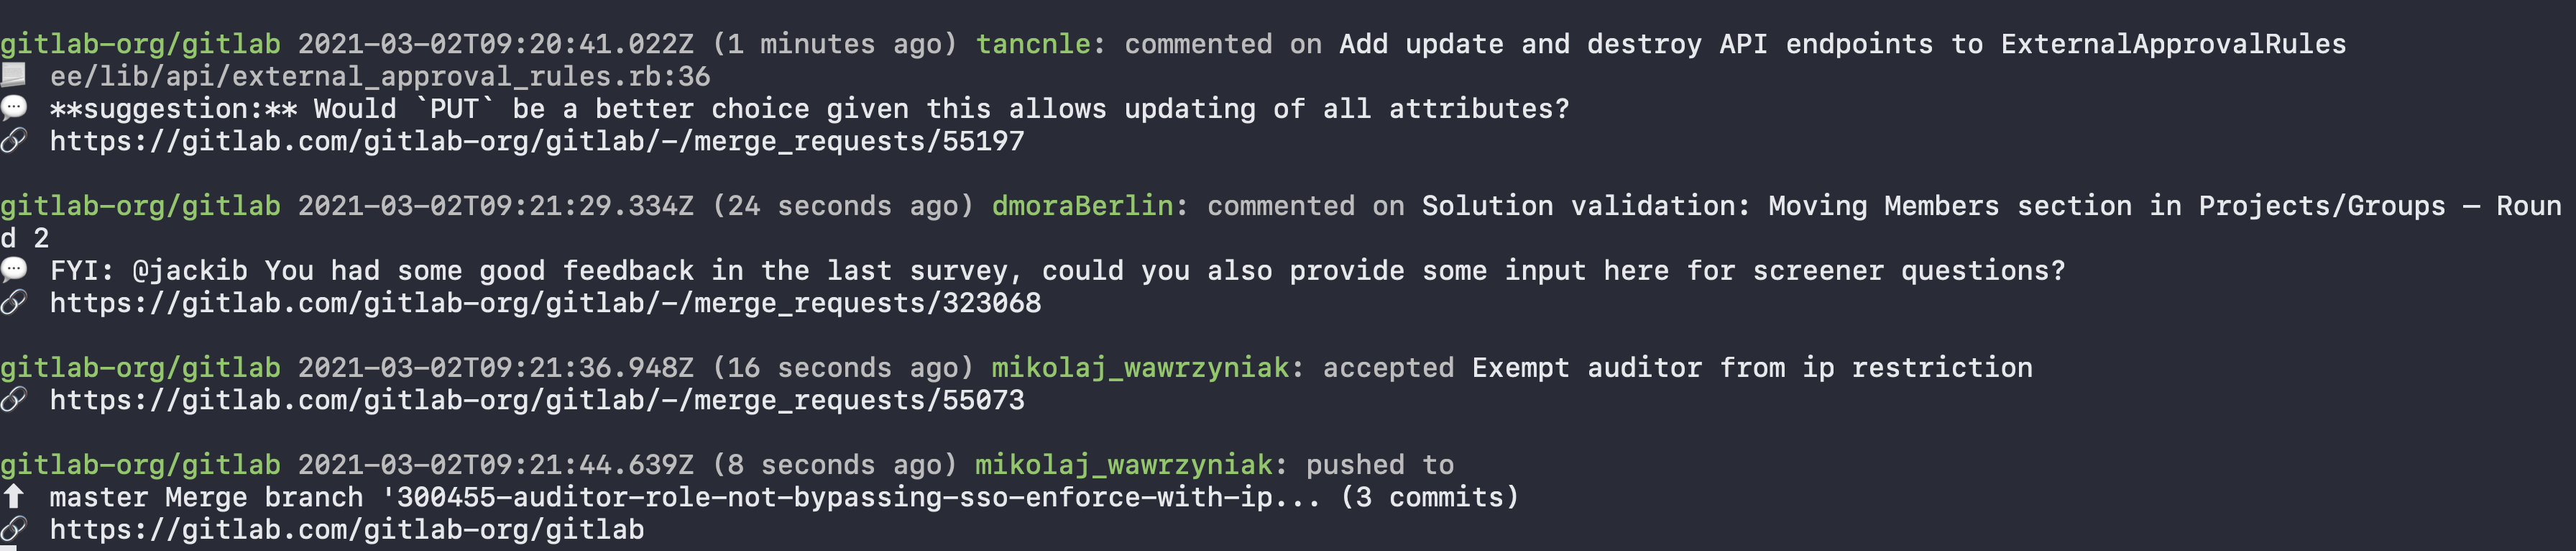 gitlab-org/gitlab 2021-03-02T09:20:41.022Z (1 minutes ago) tancnle: commented on Add update and destroy API endpoints to ExternalApprovalRules
ee/lib/api/external_approval_rules.rb:36
**suggestion:** Would `PUT` be a better choice given this allows updating of all attributes?
https://gitlab.com/gitlab-org/gitlab/-/merge_requests/55197
gitlab-org/gitlab 2021-03-02T09:21:29.334Z (24 seconds ago) dmoraBerlin: commented on Solution validation: Moving Members section in Projects/Groups – Roun
d 2
FYI: @jackib You had some good feedback in the last survey, could you also provide some input here for screener questions?
https://gitlab.com/gitlab-org/gitlab/-/merge_requests/323068
gitlab-org/gitlab 2021-03-02T09:21:36.948Z (16 seconds ago) mikolaj_wawrzyniak: accepted Exempt auditor from ip restriction
https://gitlab.com/gitlab-org/gitlab/-/merge_requests/55073
gitlab-org/gitlab 2021-03-02T09:21:44.639Z (8 seconds ago) mikolaj_wawrzyniak: pushed to
master Merge branch '300455-auditor-role-not-bypassing-sso-enforce-with-ip... (3 commits)
https://gitlab.com/gitlab-org/gitlab